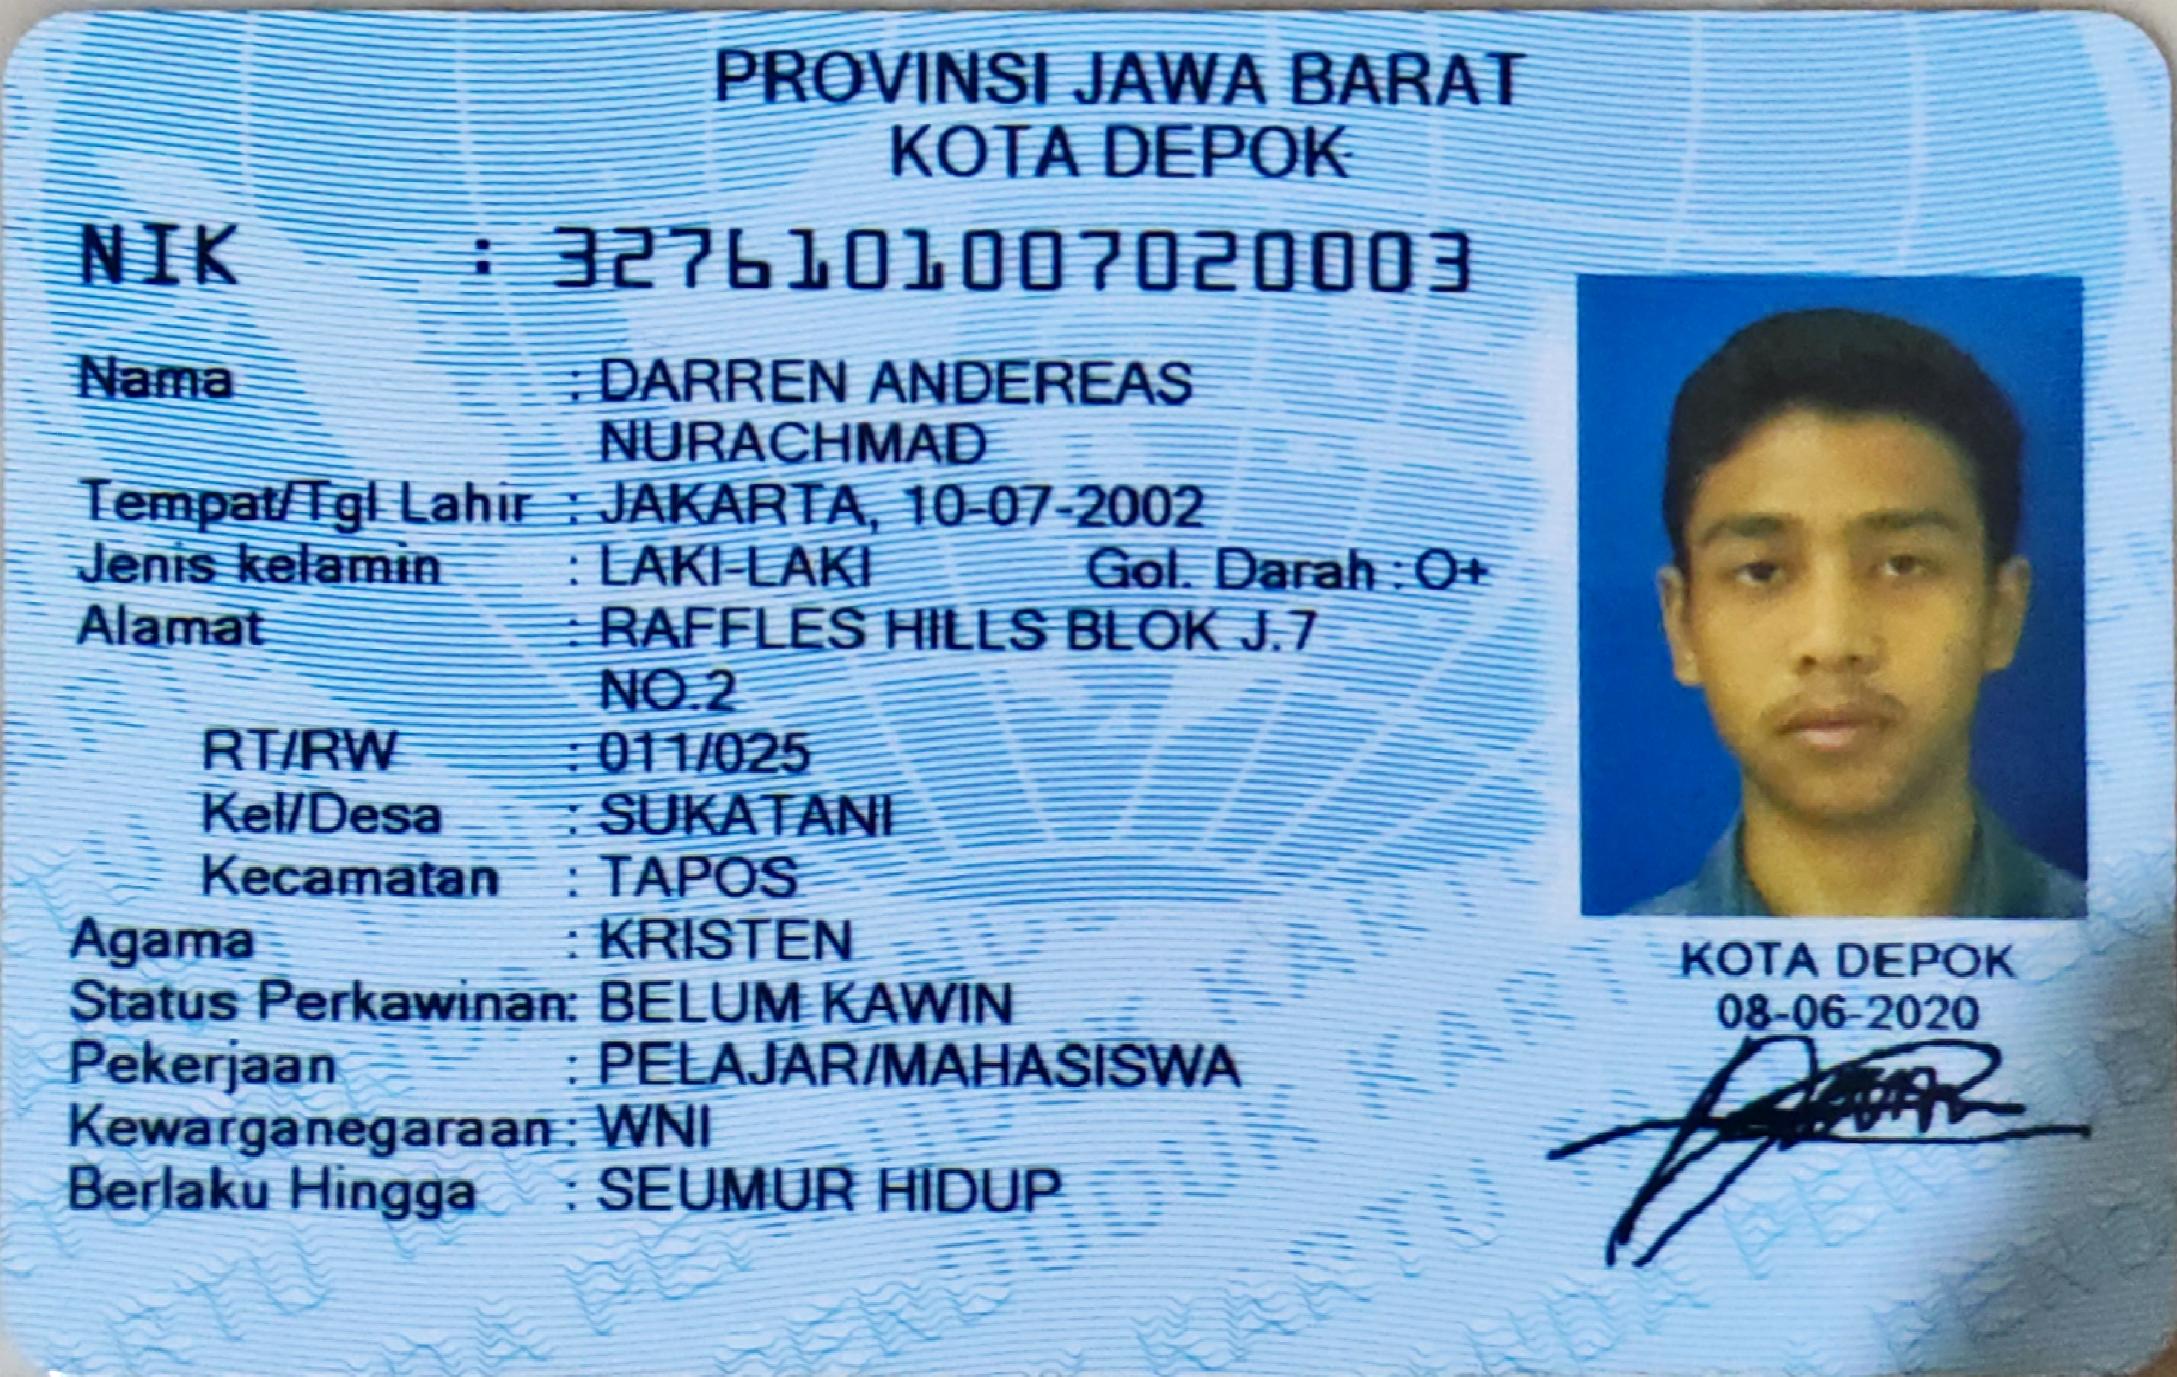 PROVINSI JAWA BARAT
KOTA DEPOK
NIK : 3276101007020003
Nama : DARREN ANDEREAS
NURACHMAD
Tempat/Tgl Lahir : JAKARTA, 10-07-2002
Jenis kelamin : LAKI-LAKI Gol. Darah : O+
Alamat : RAFFLES HILLS BLOK J.7
NO.2
RT/RW : 011/025
Kel/Desa : SUKATANI
Kecamatan : TAPOS
Agama : KRISTEN
Status Perkawinan: BELUM KAWIN
Pekerjaan : PELAJAR/MAHASISWA
Kewarganegaraan : WNI
Berlaku Hingga : SEUMUR HIDUP
KOTA DEPOK
08-06-2020